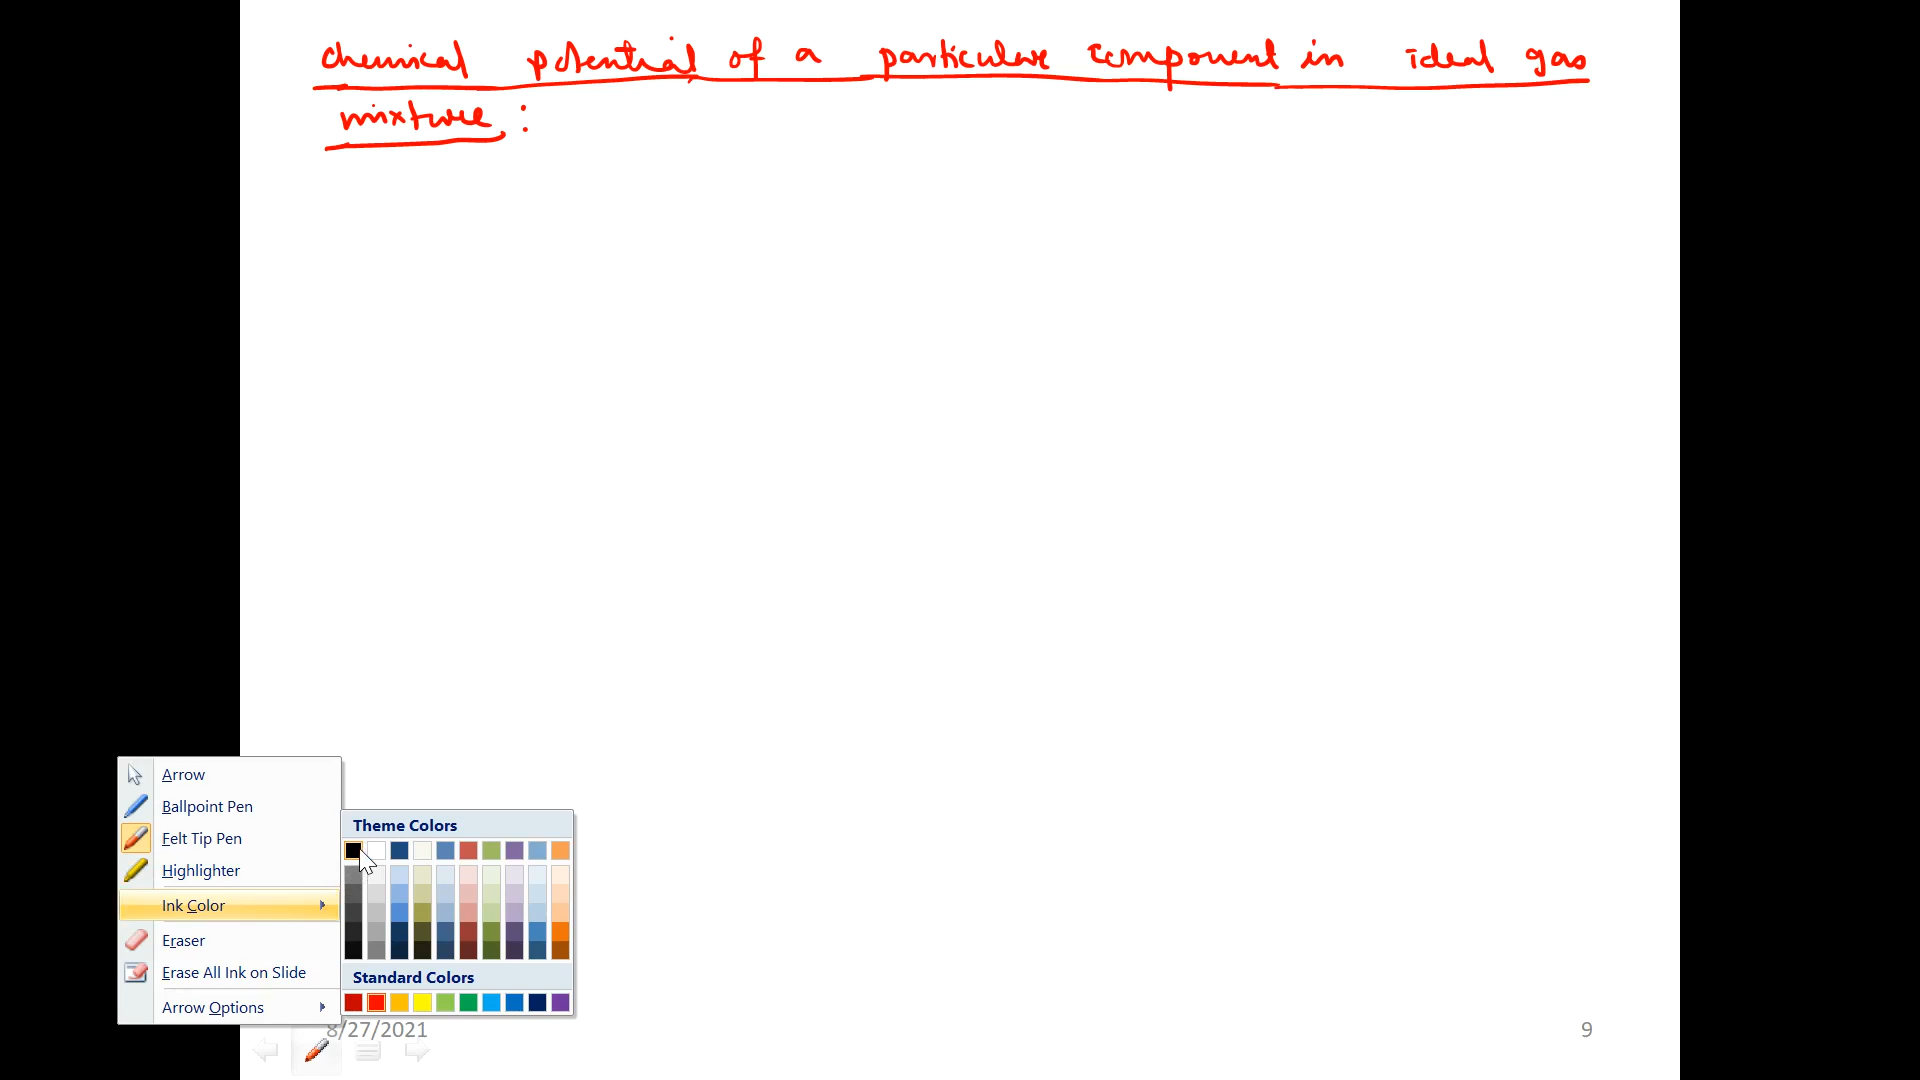 chemical potential of a particular component in ideal gas
mixture :
Arrow
Ballpoint Pen
Felt Tip Pen
Highlighter
Ink Color
Eraser
Erase All Ink on Slide
Arrow Options
Theme Colors
Standard Colors
8/27/2021
9